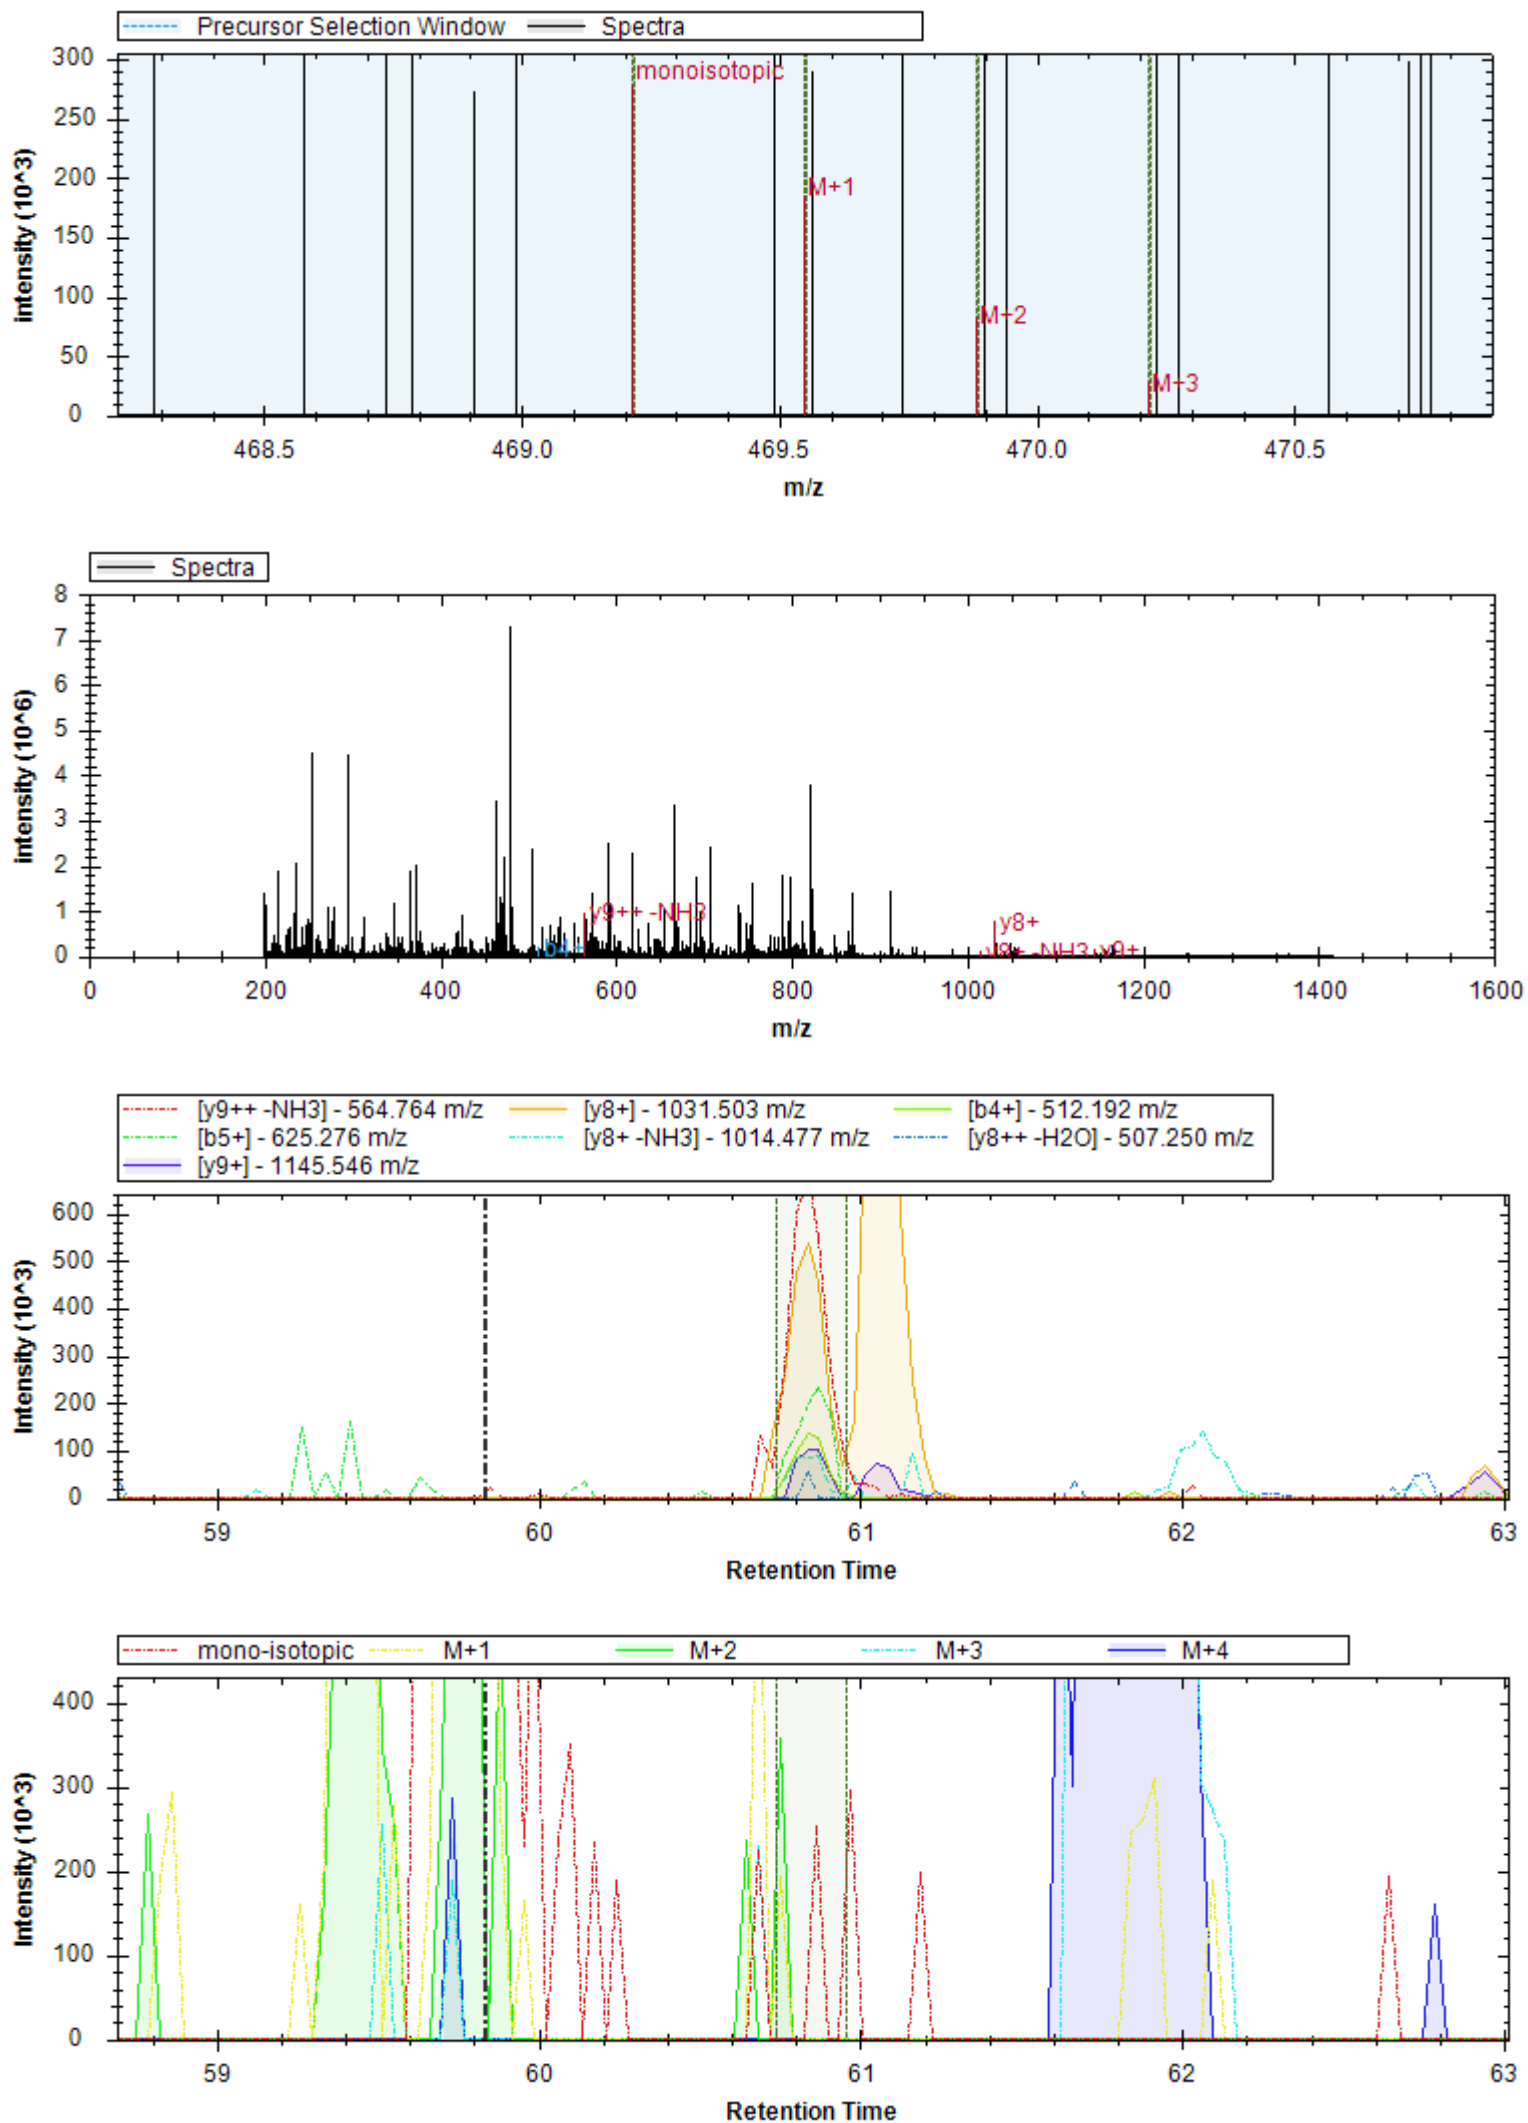 Precursor Selection Window Spectra
300
monoisotopic
250
200
M+1
150
100
M+2
50
M+3
0
468.5 469.0 469.5 470.0 470.5
intensity (10^3)
m/z
Spectra
8
7
6
5
4
3
2
1
y9++ -NH3
y8+
b4+
y8+ -NH3
y9+
0
0 200 400 600 800 1000 1200 1400 1600
intensity (10^6)
m/z
[y9++ -NH3] - 564.764 m/z [y8+] - 1031.503 m/z [b4+] - 512.192 m/z
[b5+] - 625.276 m/z [y8+ -NH3] - 1014.477 m/z [y8++ -H2O] - 507.250 m/z
[y9+] - 1145.546 m/z
600
500
400
300
200
100
0
59 60 61 62 63
Intensity (10^3)
Retention Time
mono-isotopic M+1 M+2 M+3 M+4
400
300
200
100
0
59 60 61 62 63
Intensity (10^3)
Retention Time